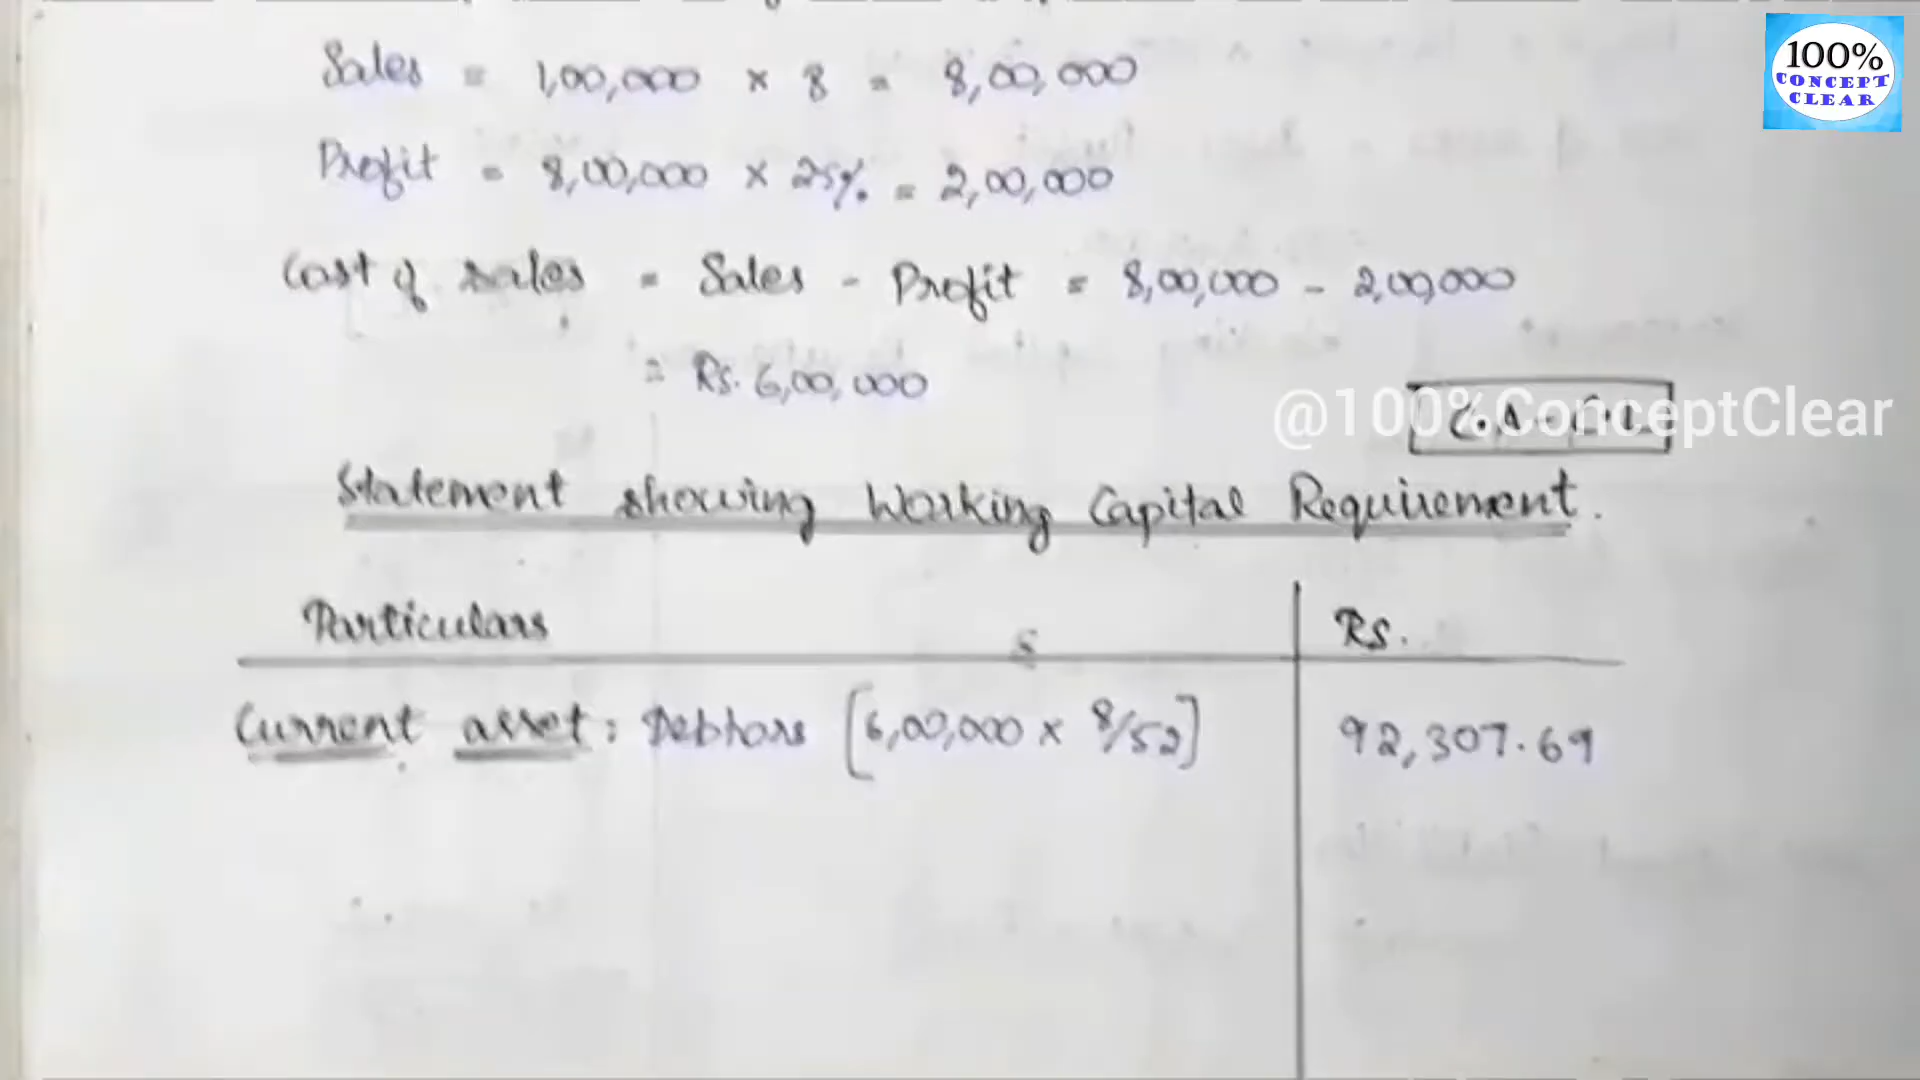 100%
CONCEPT
CLEAR
Sales = 1,00,000 × 8 = 8,00,000
Profit = 8,00,000 × 25% = 2,00,000
Cost of sales = Sales - Profit = 8,00,000 - 2,00,000
= Rs. 6,00,000
@100%ConceptClear
C.A - C.L
Statement showing Working Capital Requirement.
Particulars Rs.
Current asset: Debtors [6,00,000 × 8/52] 92,307.69